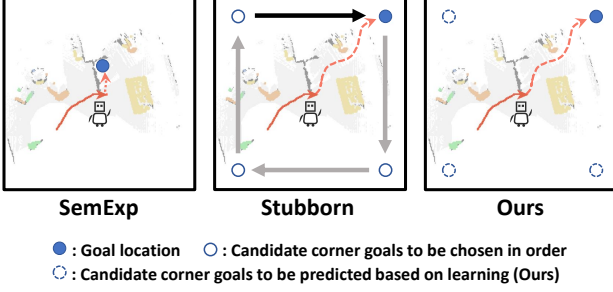 SemExp Stubborn Ours
: Goal location : Candidate corner goals to be chosen in order
: Candidate corner goals to be predicted based on learning (Ours)